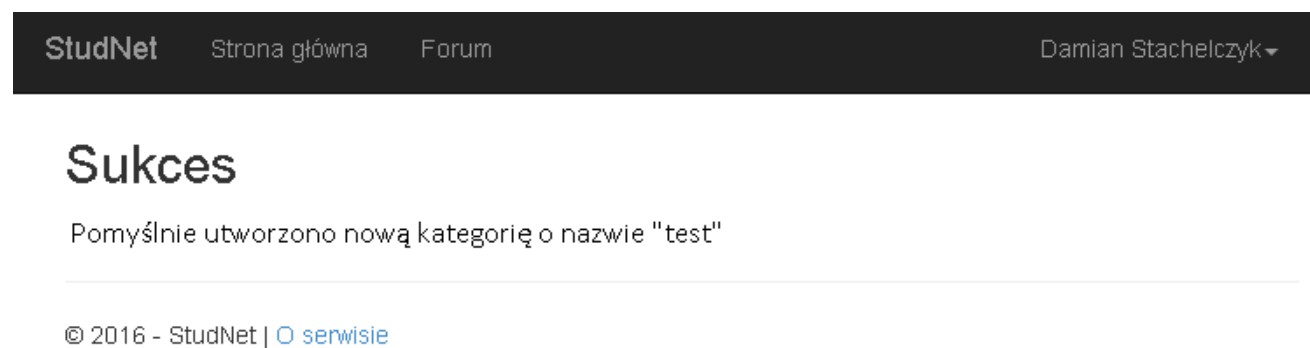 StudNet Strona główna Forum Damian Stachelczyk
Sukces
Pomyślnie utworzono nową kategorię o nazwie "test"
© 2016 - StudNet | O serwisie